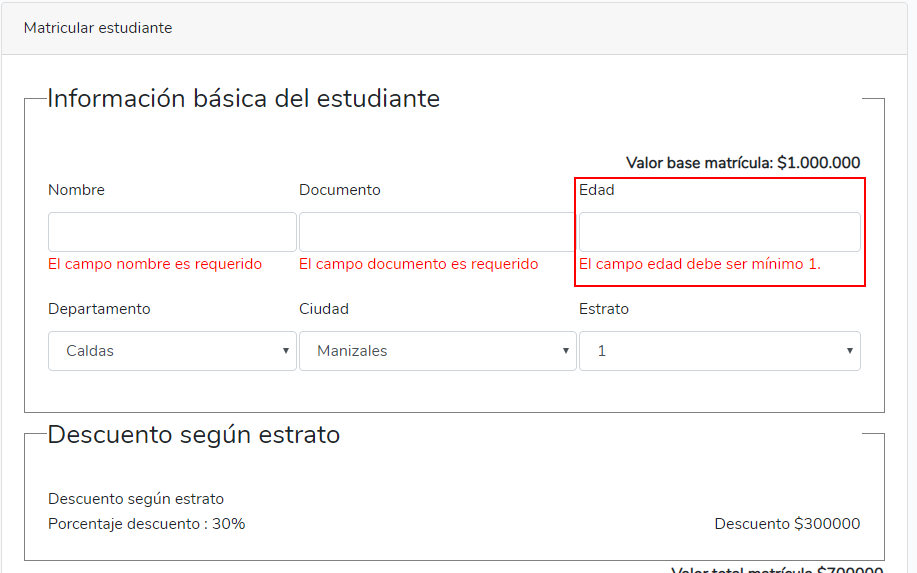 Matricular estudiante
Información básica del estudiante
Valor base matrícula: $1.000.000
Nombre Documento Edad
El campo nombre es requerido El campo documento es requerido El campo edad debe ser mínimo 1.
Departamento Ciudad Estrato
Caldas Manizales 1
Descuento según estrato
Descuento según estrato
Porcentaje descuento : 30% Descuento $300000
Valor total matrícula $700000